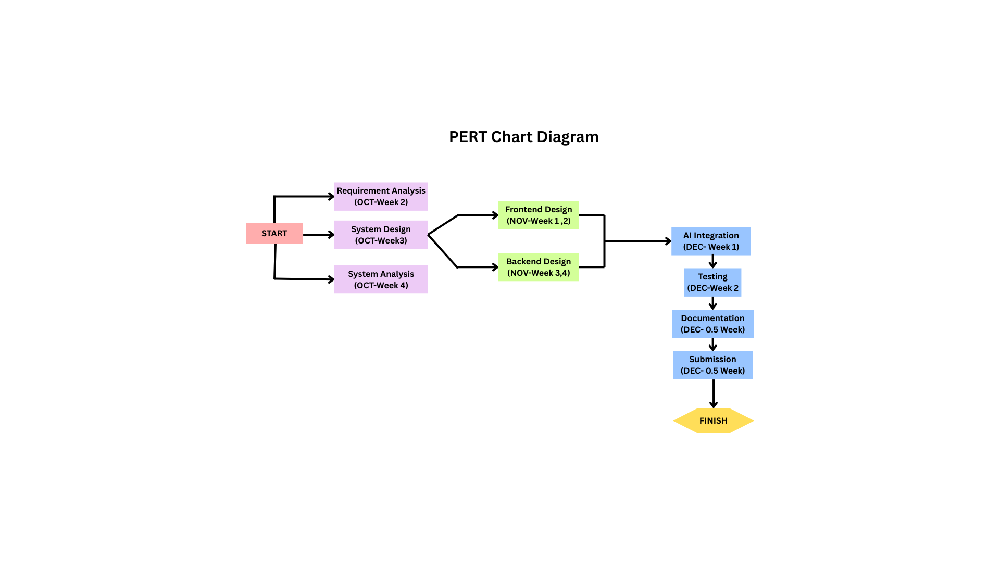 PERT Chart Diagram
START
Requirement Analysis
(OCT-Week 2)
System Design
(OCT-Week3)
System Analysis
(OCT-Week 4)
Frontend Design
(NOV-Week 1 ,2)
Backend Design
(NOV-Week 3,4)
AI Integration
(DEC- Week 1)
Testing
(DEC-Week 2
Documentation
(DEC- 0.5 Week)
Submission
(DEC- 0.5 Week)
FINISH